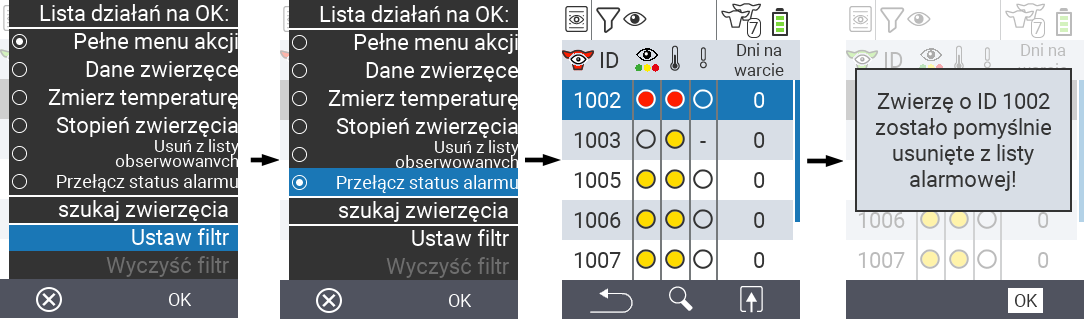 Lista działań na OK:
Pełne menu akcji
Dane zwierzęce
Zmierz temperaturę
Stopień zwierzęcia
Usuń z listy
obserwowanych
Przełącz status alarmu
szukaj zwierzęcia
Ustaw filtr
Wyczyść filtr
OK
Lista działań na OK:
Pełne menu akcji
Dane zwierzęce
Zmierz temperaturę
Stopień zwierzęcia
Usuń z listy
obserwowanych
Przełącz status alarmu
szukaj zwierzęcia
Ustaw filtr
Wyczyść filtr
OK
7
ID Dni na
warcie
1002 0
1003 - 0
1005 0
1006 0
1007 0
7
ID Dni na
warcie
Zwierzę o ID 1002
zostało pomyślnie
usunięte z listy
alarmowej!
1006 0
1007 0
OK